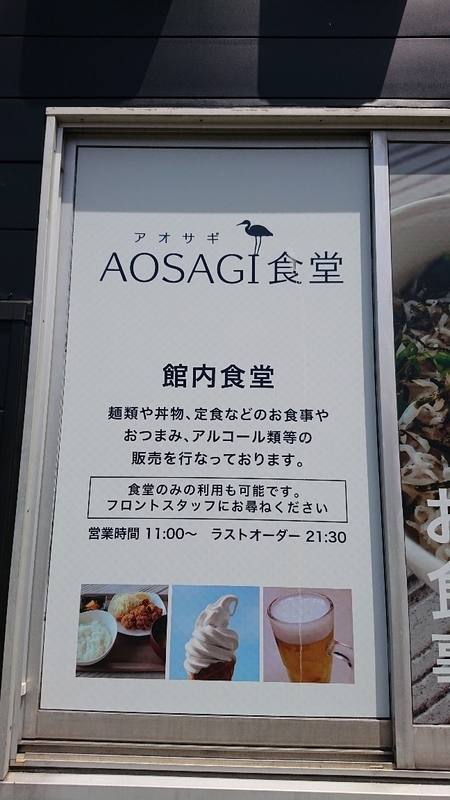 アオサギ
AOSAGI食堂
館内食堂
麺類や丼物、定食などのお食事や
おつまみ、アルコール類等の
販売を行なっております。
食堂のみの利用も可能です。
フロントスタッフにお尋ねください
営業時間 11:00〜 ラストオーダー 21:30
お食事